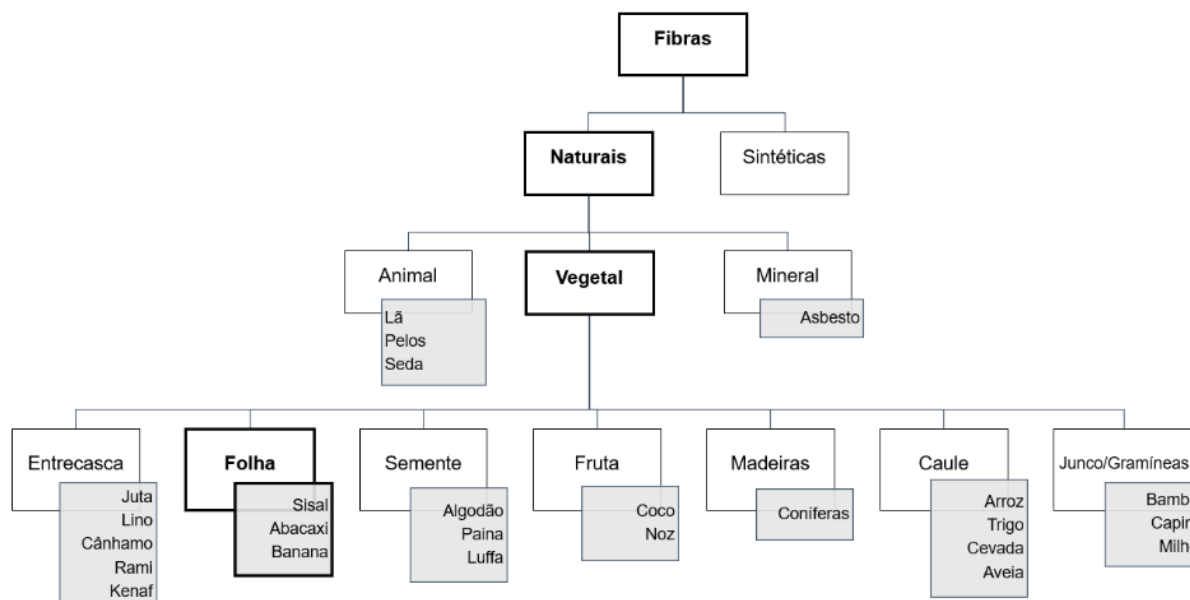 Fibras
Naturais
Sintéticas
Animal
Lã
Pelos
Seda
Vegetal
Mineral
Asbesto
Entrecasca
Juta
Lino
Cânhamo
Rami
Kenaf
Folha
Sisal
Abacaxi
Banana
Semente
Algodão
Paina
Luffa
Fruta
Coco
Noz
Madeiras
Coníferas
Caule
Arroz
Trigo
Cevada
Aveia
Junco/Gramíneas